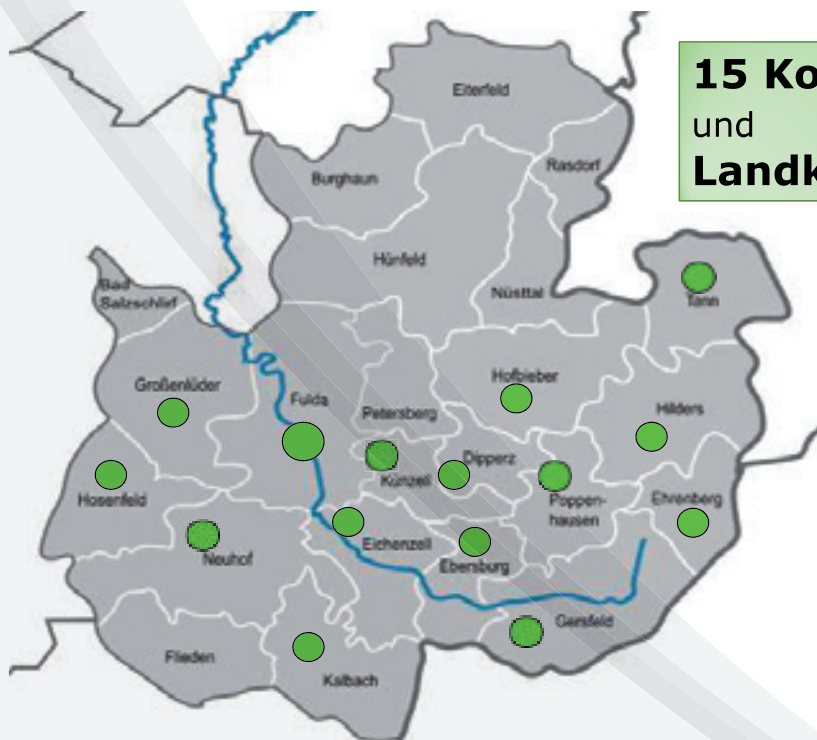 Eiterfeld
15 Ko
und
Landk
Rasdorf
Burghaun
Hünfeld
Nüsttal
Bad
Salzschlirf
Tann
Großenlüder
Hofbieber
Fulda
Petersberg
Hilders
Dipperz
Künzell
Hosenfeld
Poppen-
hausen
Ehrenberg
Eichenzell
Neuhof
Ebersburg
Gersfeld
Flieden
Kalbach